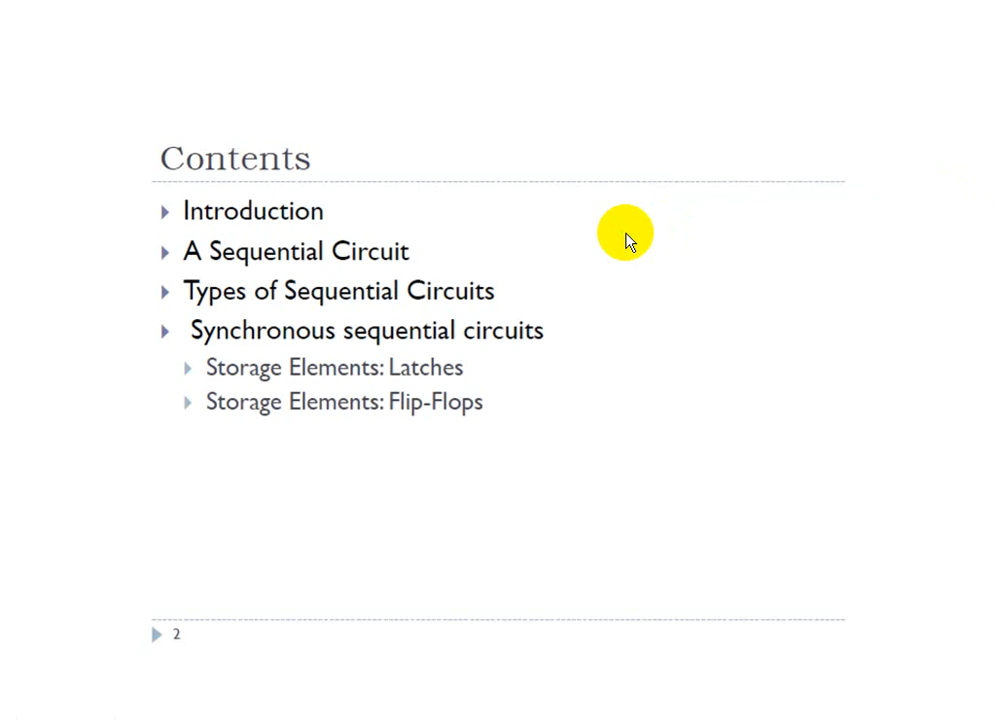 Contents
Introduction
A Sequential Circuit
Types of Sequential Circuits
Synchronous sequential circuits
Storage Elements: Latches
Storage Elements: Flip-Flops
2